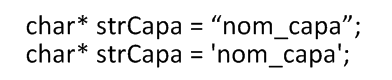 char* strCapa = “nom_capa”;
char* strCapa = 'nom_capa';